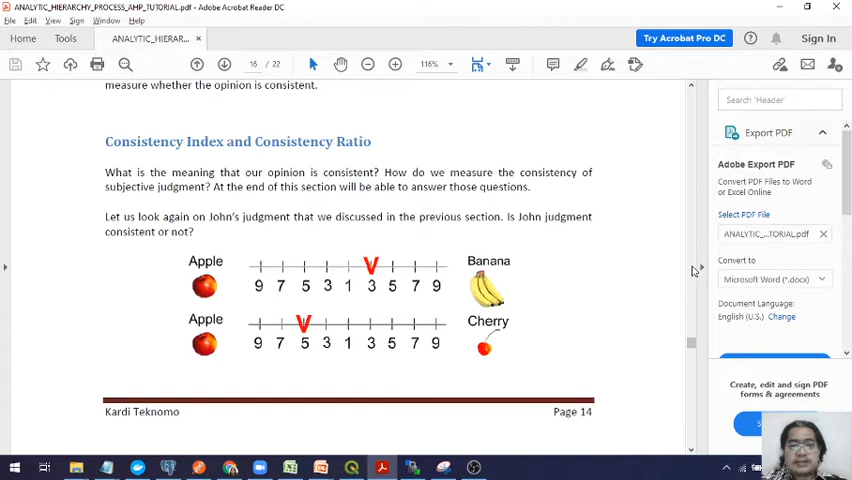 ANALYTIC_HIERARCHY_PROCESS_AHP_TUTORIAL.pdf - Adobe Acrobat Reader DC
File Edit View Sign Window Help
Home Tools ANALYTIC_HIERAR... × Try Acrobat Pro DC Sign In
16 / 22 116%
measure whether the opinion is consistent.
Consistency Index and Consistency Ratio
What is the meaning that our opinion is consistent? How do we measure the consistency of
subjective judgment? At the end of this section will be able to answer those questions.
Let us look again on John's judgment that we discussed in the previous section. Is John judgment
consistent or not?
Apple Banana
9 7 5 3 1 3 5 7 9
Apple Cherry
9 7 5 3 1 3 5 7 9
Kardi Teknomo Page 14
Search 'Header'
Export PDF
Adobe Export PDF
Convert PDF Files to Word
or Excel Online
Select PDF File
ANALYTIC_...TORIAL.pdf
Convert to
Microsoft Word (*.docx)
Document Language:
English (U.S.) Change
Create, edit and sign PDF
forms & agreements